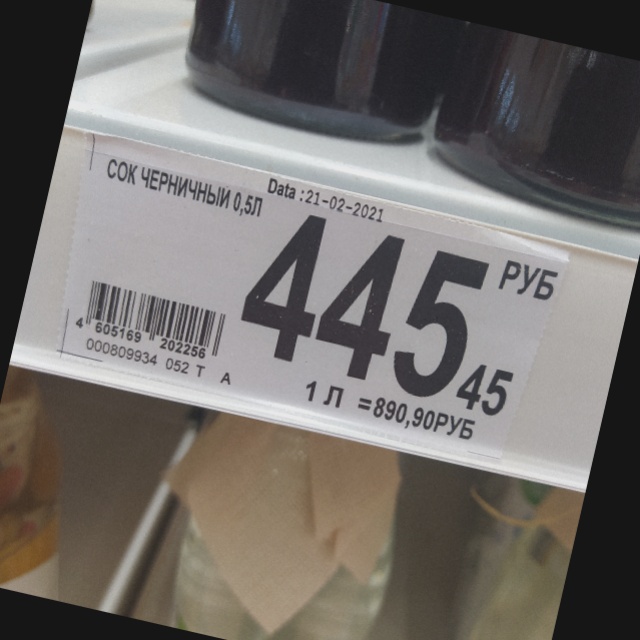 СОК ЧЕРНИЧНЫЙ 0,5Л
Data :21-02-2021
445 45 РУБ
4 605169 202256
000809934 052 Т А
1 Л =890,90РУБ